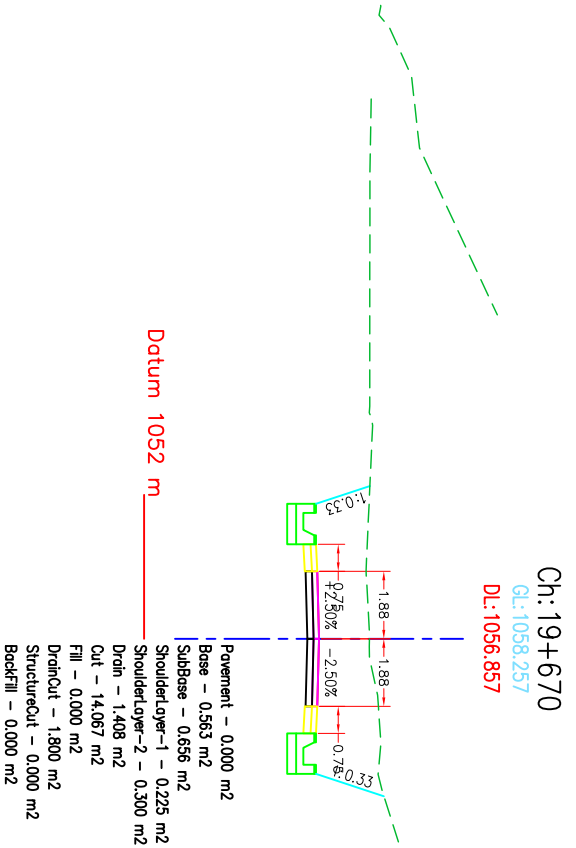 Ch: 19+670
GL:1058.257
DL:1056.857
1:0.33
0.75
+2.50%
1.88
1.88
-2.50%
0.75
1:0.33
Datum 1052 m
Pavement - 0.000 m2
Base - 0.563 m2
SubBase - 0.656 m2
ShoulderLayer-1 - 0.225 m2
ShoulderLayer-2 - 0.300 m2
Drain - 1.408 m2
Cut - 14.067 m2
Fill - 0.000 m2
DrainCut - 1.800 m2
StructureCut - 0.000 m2
BackFill - 0.000 m2